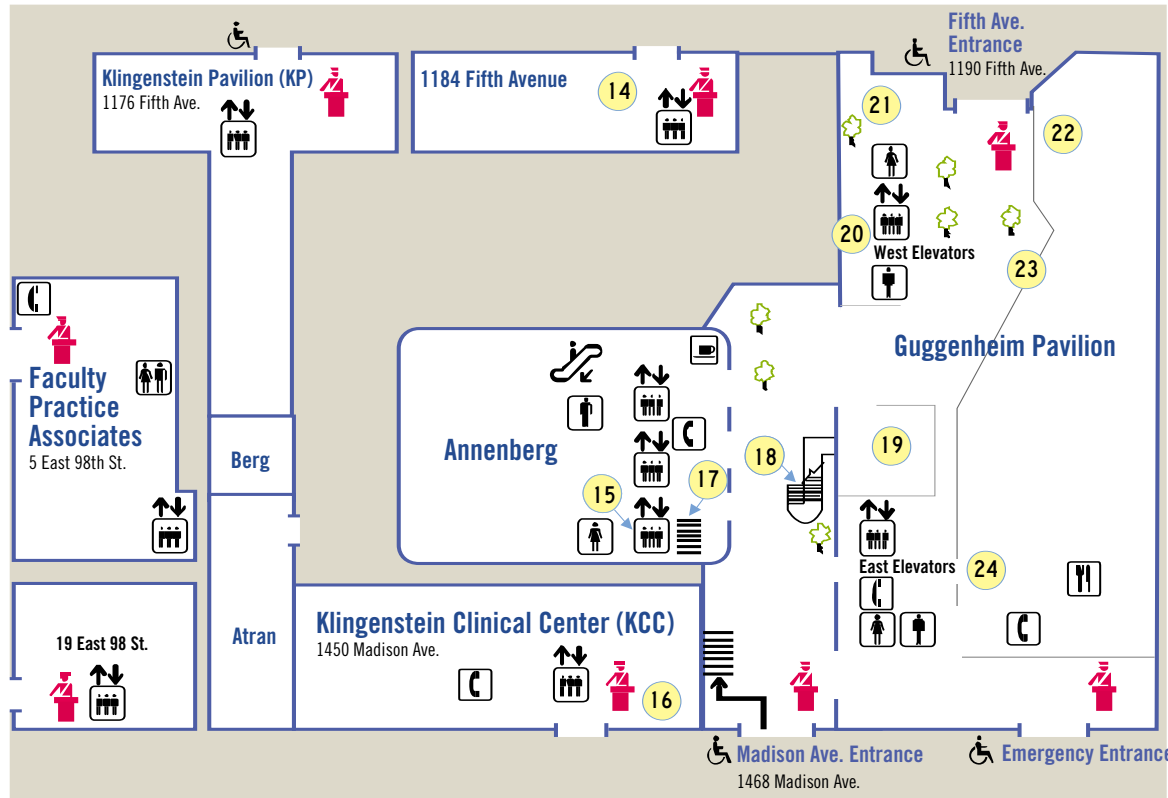 Fifth Ave.
Entrance
1190 Fifth Ave.
Klingenstein Pavilion (KP)
1176 Fifth Ave.
1184 Fifth Avenue
14
21
22
20
West Elevators
23
Guggenheim Pavilion
Faculty
Practice
Associates
5 East 98th St.
Berg
Annenberg
15
17
18
19
East Elevators
24
19 East 98 St.
Atran
Klingenstein Clinical Center (KCC)
1450 Madison Ave.
16
Madison Ave. Entrance
1468 Madison Ave.
Emergency Entrance